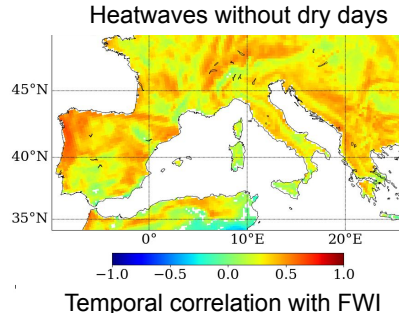 Heatwaves without dry days
45°N
40°N
35°N
0° 10°E 20°E
−1.0 −0.5 0.0 0.5 1.0
Temporal correlation with FWI